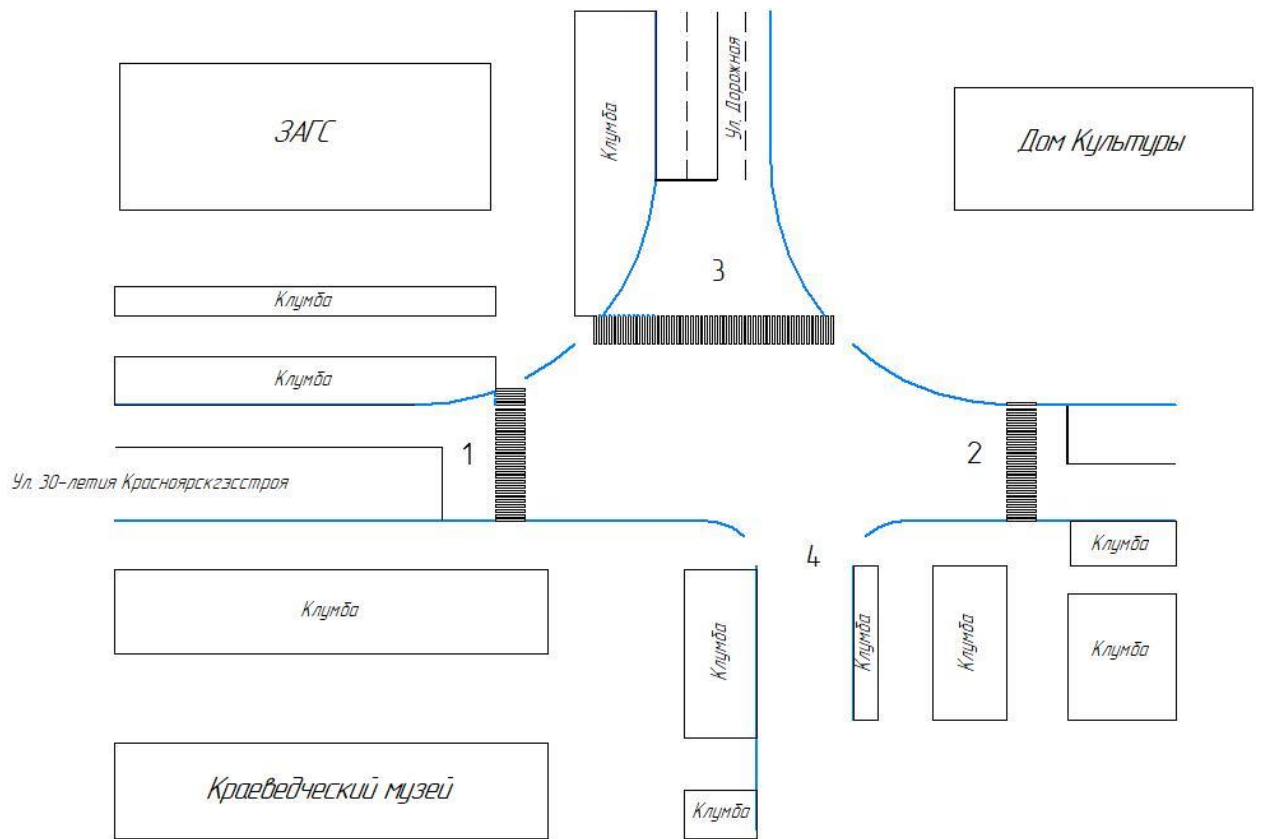 ЗАГС
Клумба
Ул. Дорожная
Дом Культуры
3
Клумба
Клумба
1
2
Ул. 30-летия Красноярскгэсстроя
4
Клумба
Клумба
Клумба
Клумба
Клумба
Клумба
Краеведческий музей
Клумба